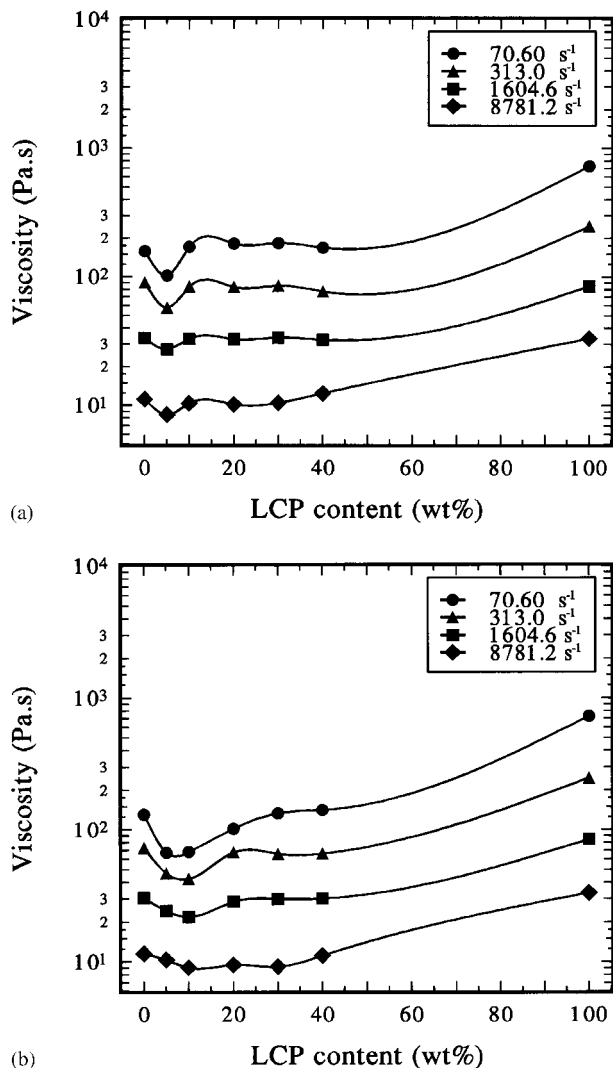 10⁴
3
2
10³
3
2
10²
3
2
10¹
Viscosity (Pa.s)
70.60 s⁻¹
313.0 s⁻¹
1604.6 s⁻¹
8781.2 s⁻¹
0 20 40 60 80 100
(a)
LCP content (wt%)
10⁴
3
2
10³
3
2
10²
3
2
10¹
Viscosity (Pa.s)
70.60 s⁻¹
313.0 s⁻¹
1604.6 s⁻¹
8781.2 s⁻¹
0 20 40 60 80 100
(b)
LCP content (wt%)